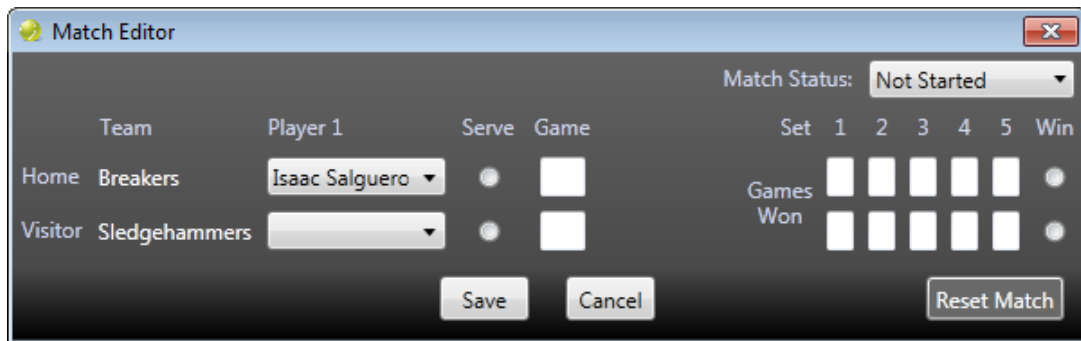 Match Editor
Match Status: Not Started
Team Player 1 Serve Game Set 1 2 3 4 5 Win
Home Breakers Isaac Salguero
Games Won
Visitor Sledgehammers
Save Cancel Reset Match